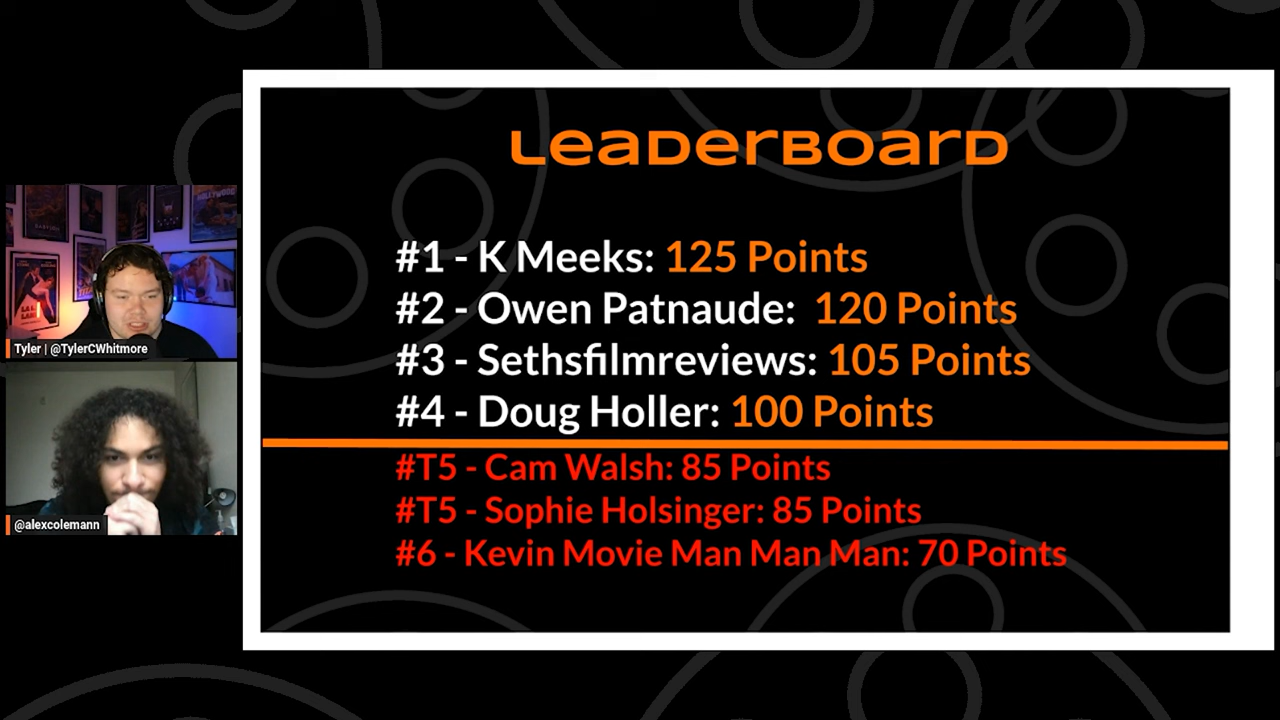 LeaDerBoarD
#1 - K Meeks: 125 Points
#2 - Owen Patnaude: 120 Points
#3 - Sethsfilmreviews: 105 Points
#4 - Doug Holler: 100 Points
#T5 - Cam Walsh: 85 Points
#T5 - Sophie Holsinger: 85 Points
#6 - Kevin Movie Man Man Man: 70 Points
HOLLYWOOD
Tyler | @TylerCWhitmore
@alexcolemann